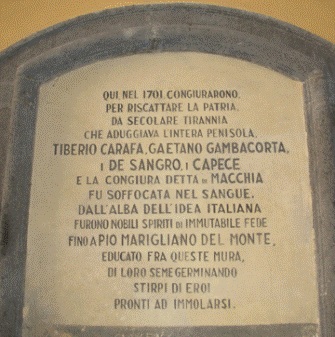 QUI NEL 1701 CONGIURARONO,
PER RISCATTARE LA PATRIA,
DA SECOLARE TIRANNIA
CHE ADUGGIAVA L'INTERA PENISOLA,
TIBERIO CARAFA, GAETANO GAMBACORTA,
I DE SANGRO, I CAPECE
E LA CONGIURA DETTA DI MACCHIA
FU SOFFOCATA NEL SANGUE.
DALL'ALBA DELL'IDEA ITALIANA
FURONO NOBILI SPIRITI DI IMMUTABILE FEDE
FINO A PIO MARIGLIANO DEL MONTE,
EDUCATO FRA QUESTE MURA,
DI LORO SEME GERMINANDO
STIRPI DI EROI
PRONTI AD IMMOLARSI.